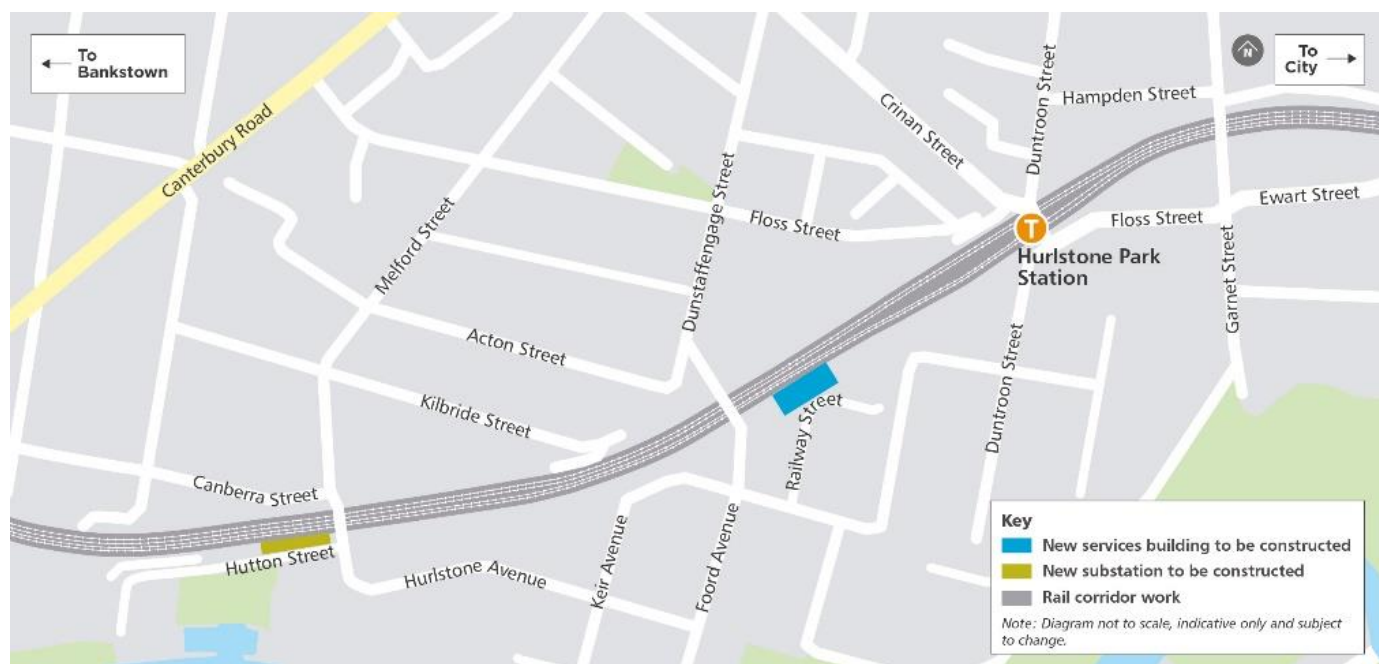 To
Bankstown
N
To
City
Canterbury Road
Crinan Street
Duntroon Street
Hampden Street
Melford Street
Dunstaffengage Street
Floss Street
Floss Street
Ewart Street
T
Hurlstone Park
Station
Garnet Street
Acton Street
Kilbride Street
Railway Street
Duntroon Street
Canberra Street
Hutton Street
Hurlstone Avenue
Keir Avenue
Foord Avenue
Key
New services building to be constructed
New substation to be constructed
Rail corridor work
Note: Diagram not to scale, indicative only and subject
to change.